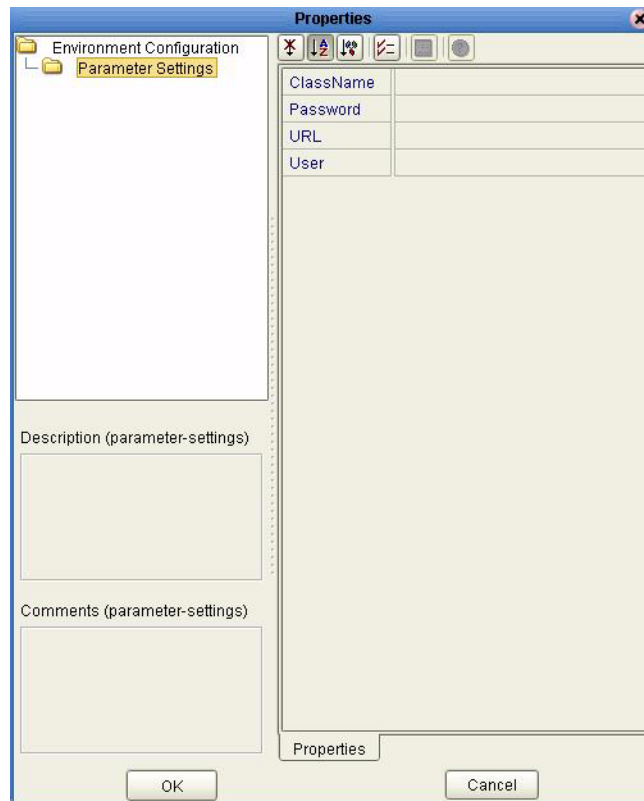 Properties
Environment Configuration
Parameter Settings
ClassName
Password
URL
User
Description (parameter-settings)
Comments (parameter-settings)
Properties
OK
Cancel